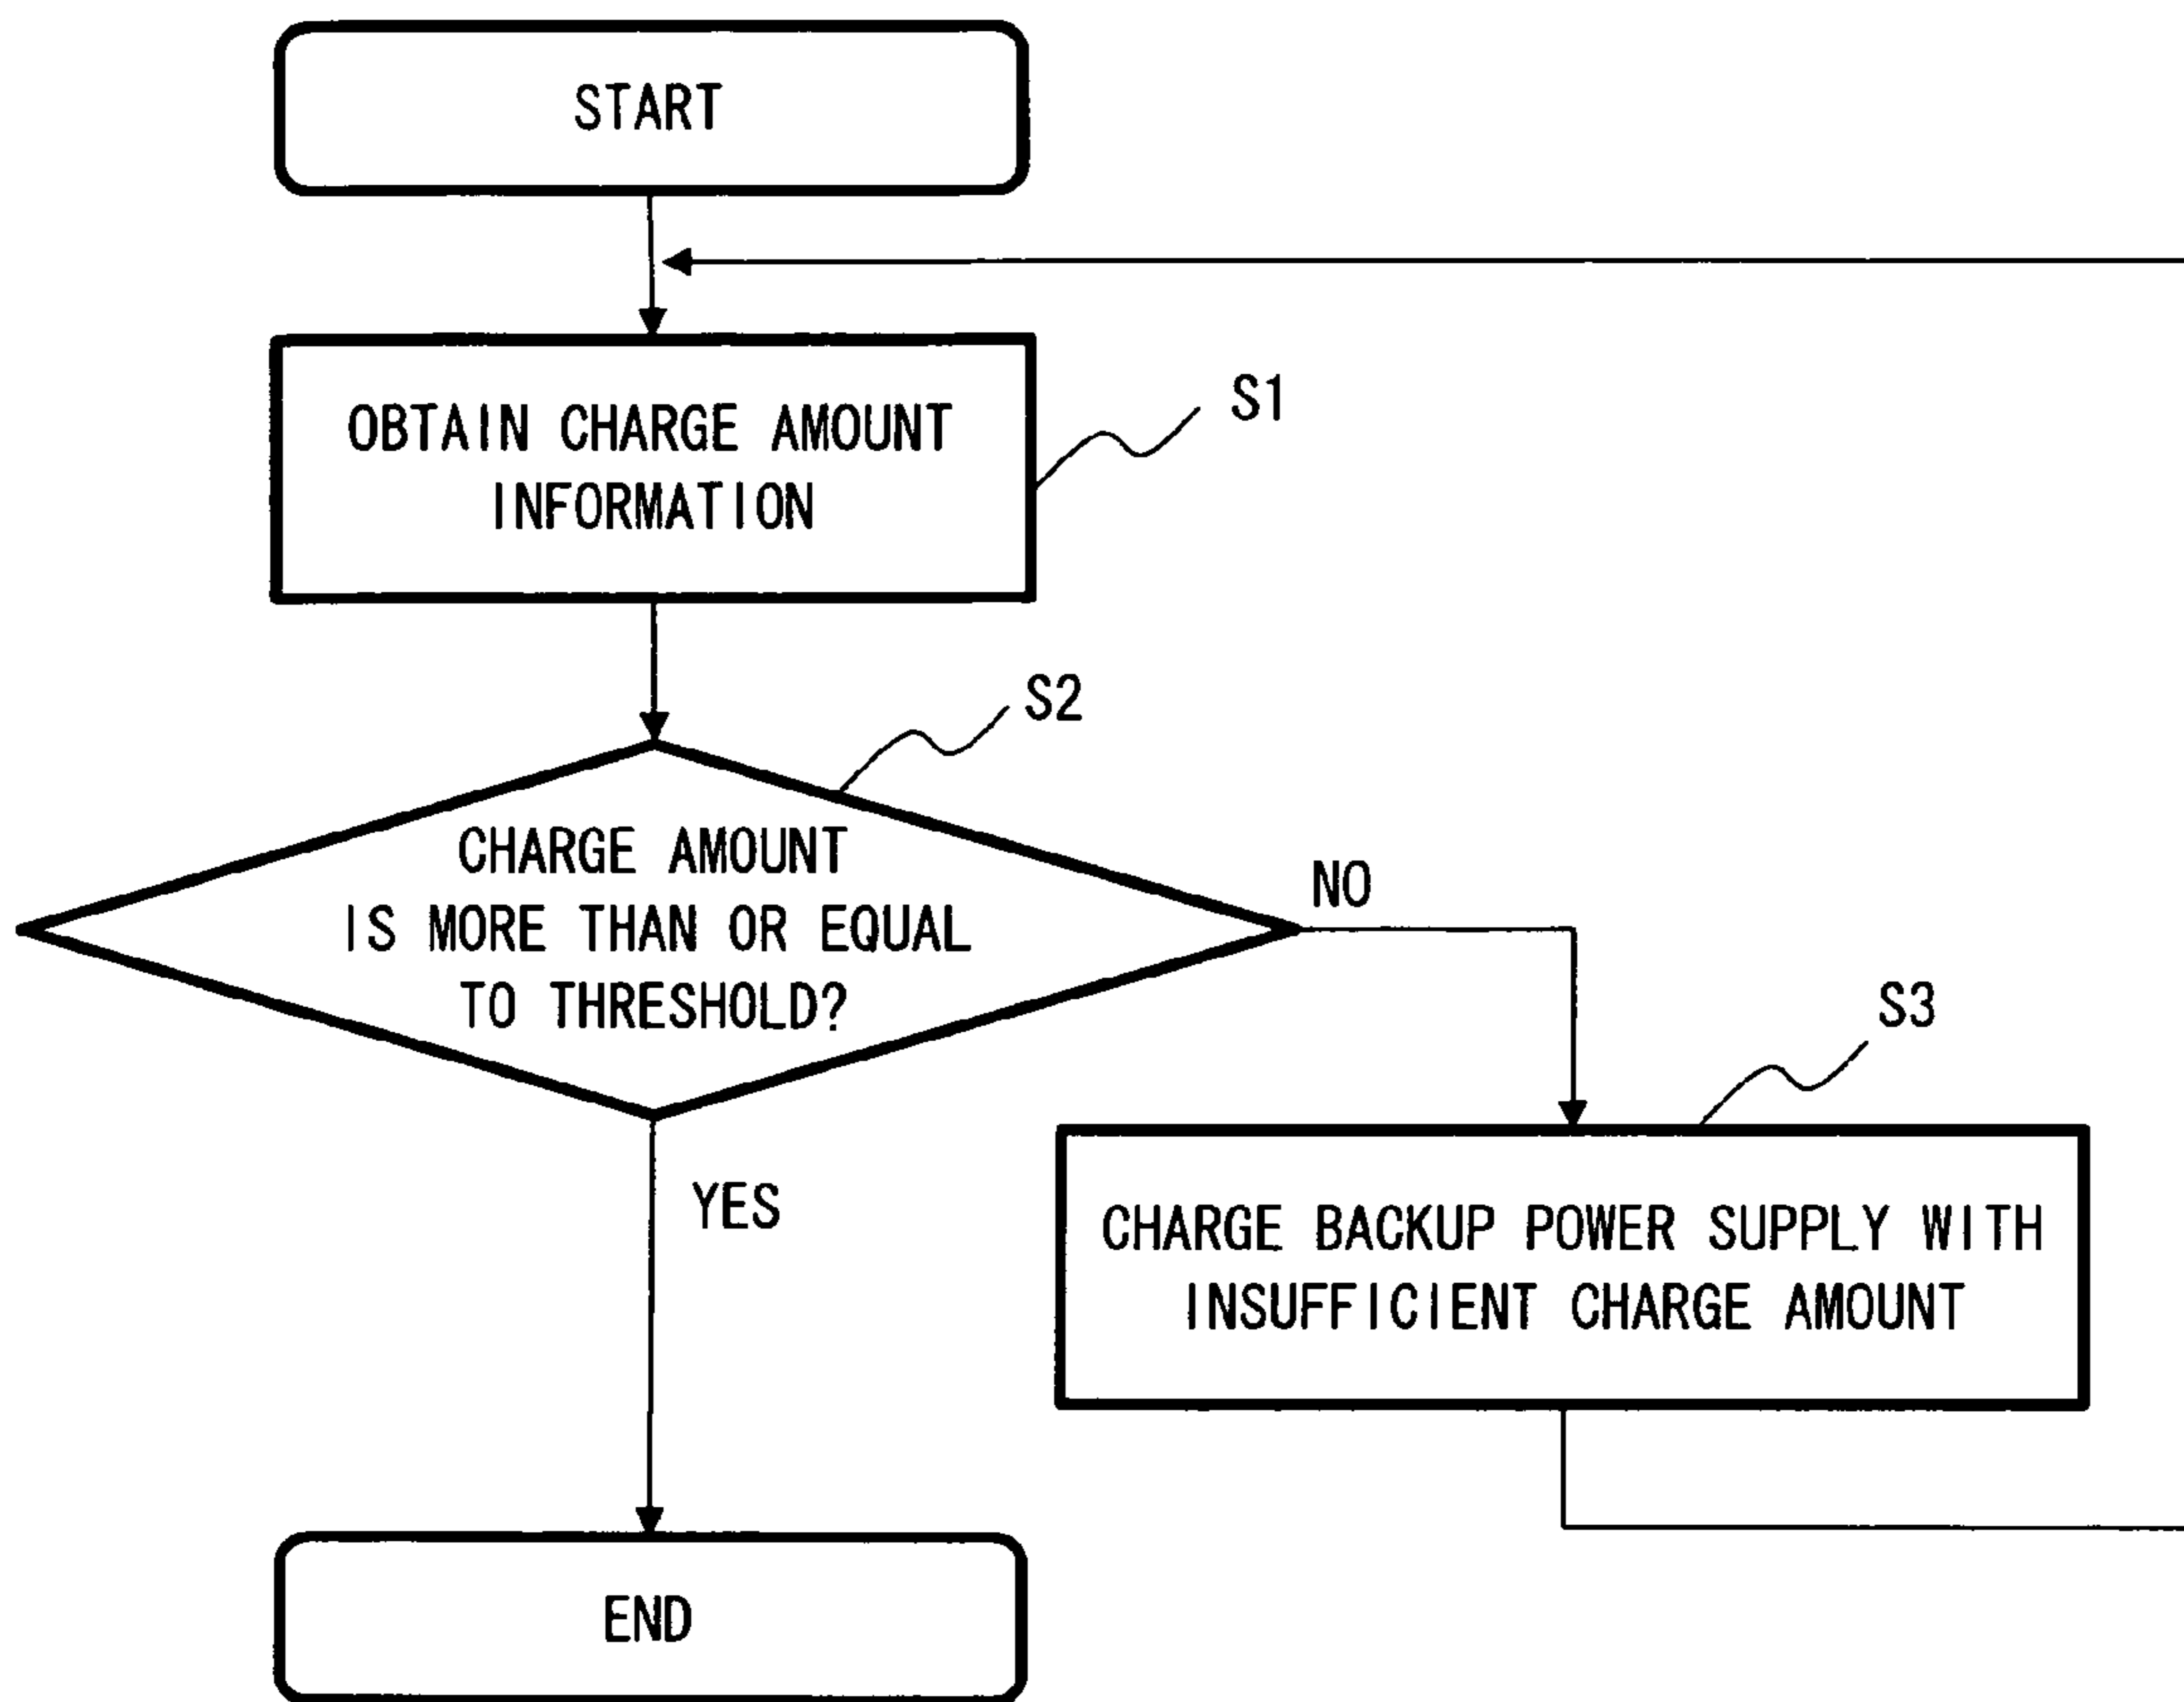 START
OBTAIN CHARGE AMOUNT
INFORMATION
S1
S2
CHARGE AMOUNT
IS MORE THAN OR EQUAL
TO THRESHOLD?
NO
YES
S3
CHARGE BACKUP POWER SUPPLY WITH
INSUFFICIENT CHARGE AMOUNT
END